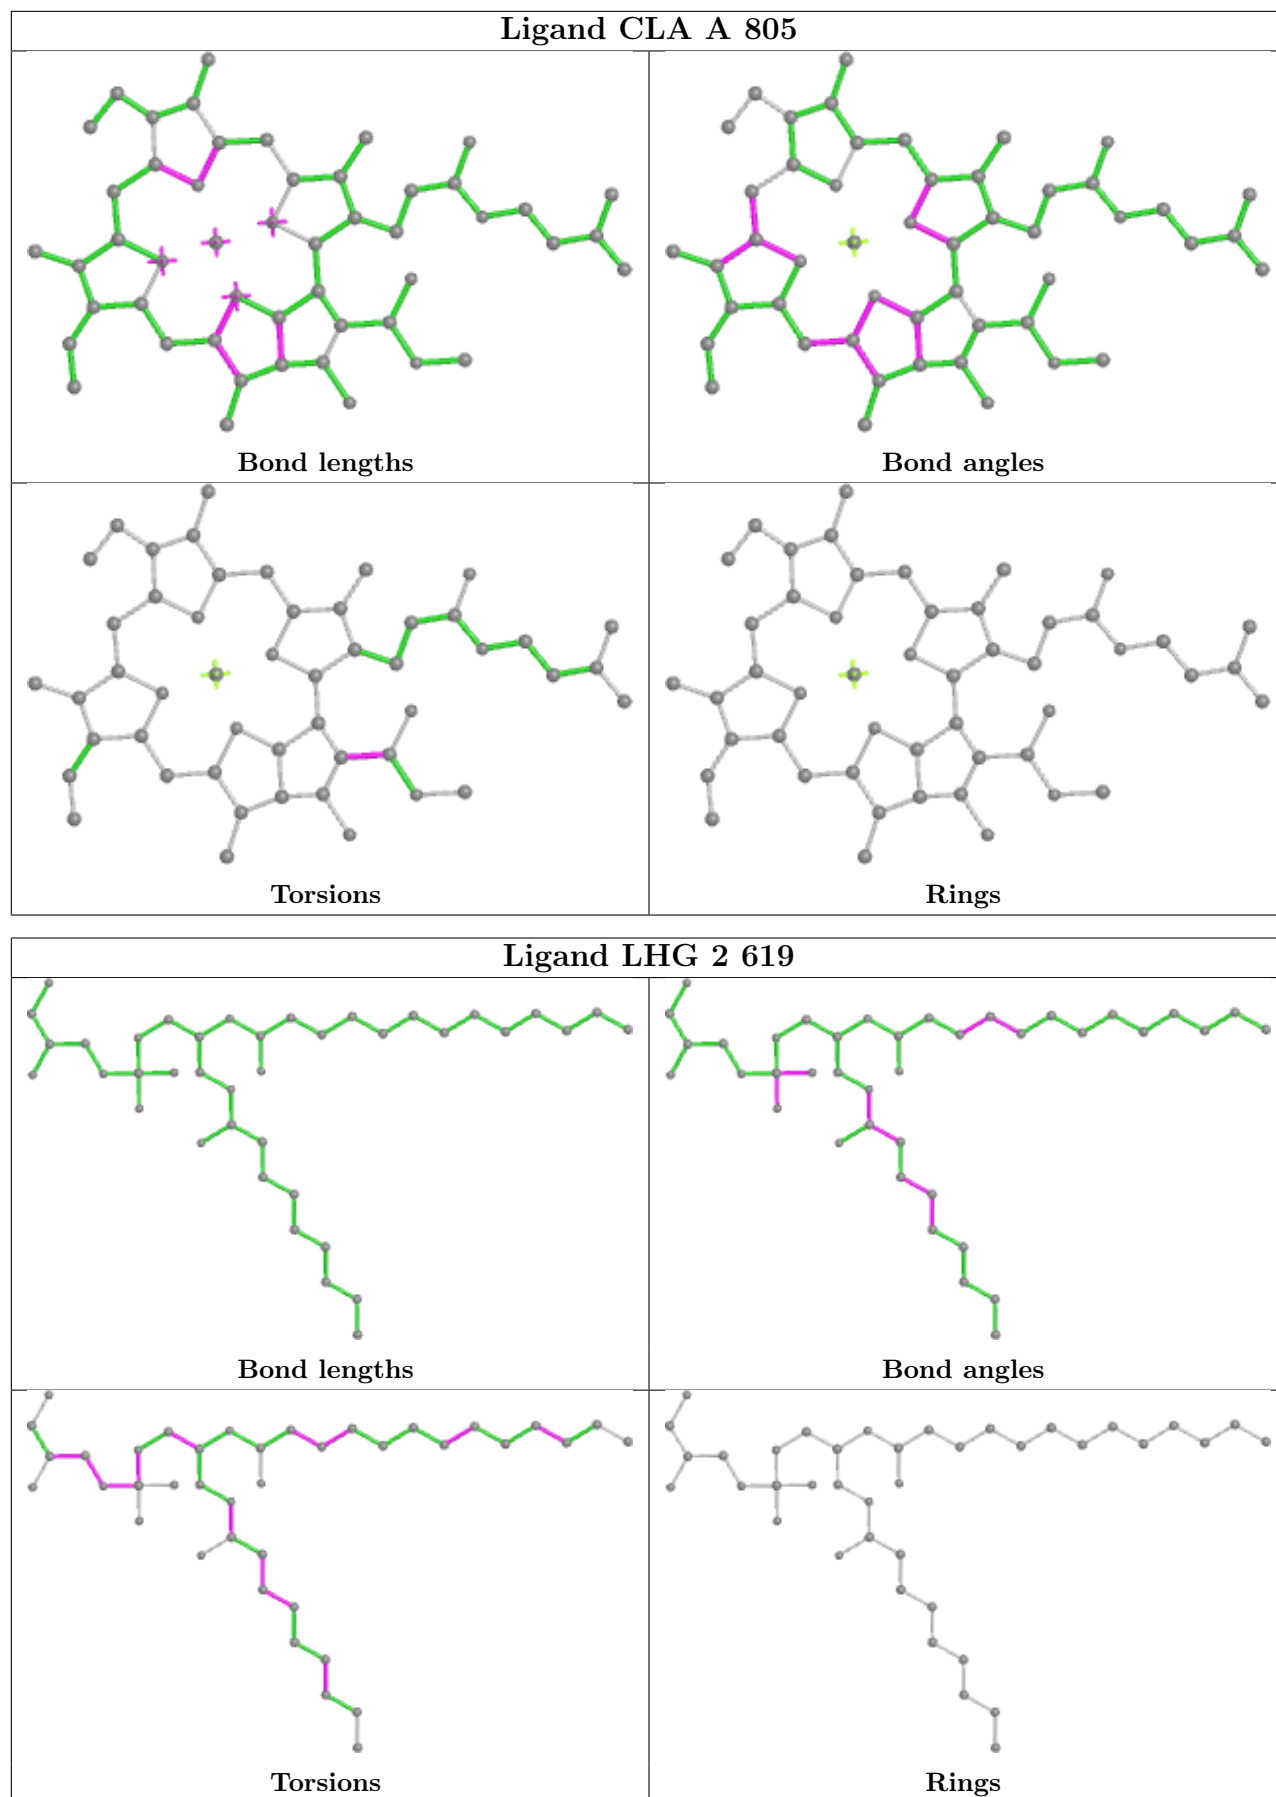 Ligand CLA A 805
Bond lengths
Bond angles
Torsions
Rings
Ligand LHG 2 619
Bond lengths
Bond angles
Torsions
Rings